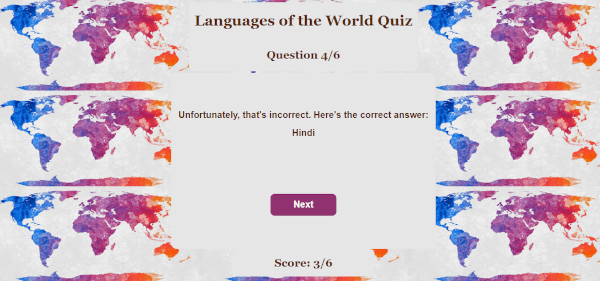 Languages of the World Quiz
Question 4/6
Unfortunately, that's incorrect. Here's the correct answer:
Hindi
Next
Score: 3/6